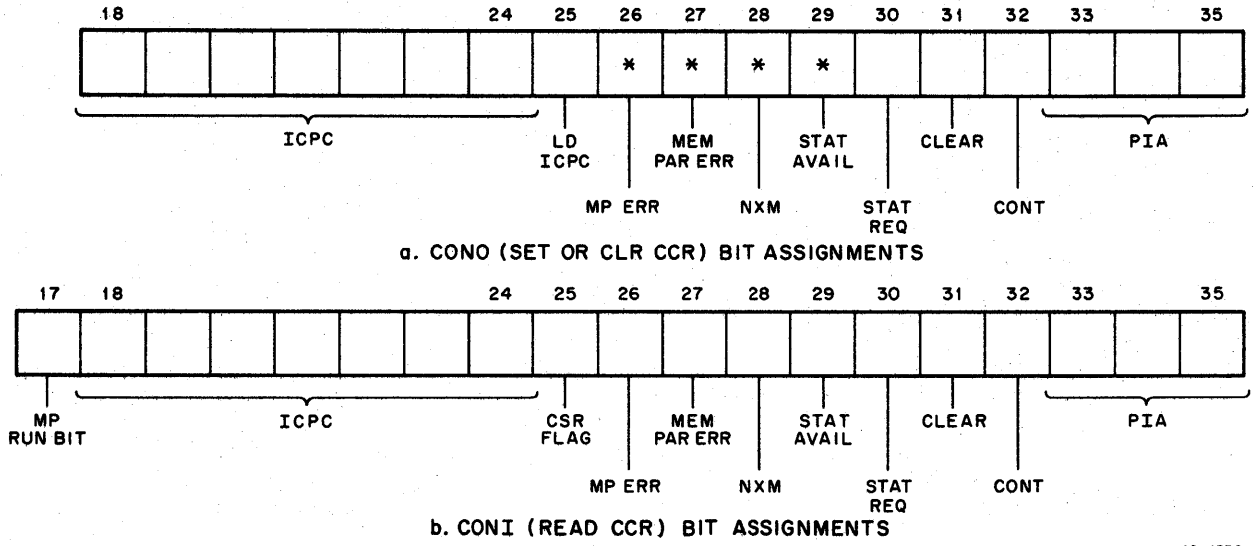 18 24 25 26 27 28 29 30 31 32 33 35
* * * *
ICPC
LD ICPC
MP ERR
MEM PAR ERR
NXM
STAT AVAIL
STAT REQ
CLEAR
CONT
PIA
a. CONO (SET OR CLR CCR) BIT ASSIGNMENTS
17 18 24 25 26 27 28 29 30 31 32 33 35
MP RUN BIT
ICPC
CSR FLAG
MP ERR
MEM PAR ERR
NXM
STAT AVAIL
STAT REQ
CLEAR
CONT
PIA
b. CONI (READ CCR) BIT ASSIGNMENTS